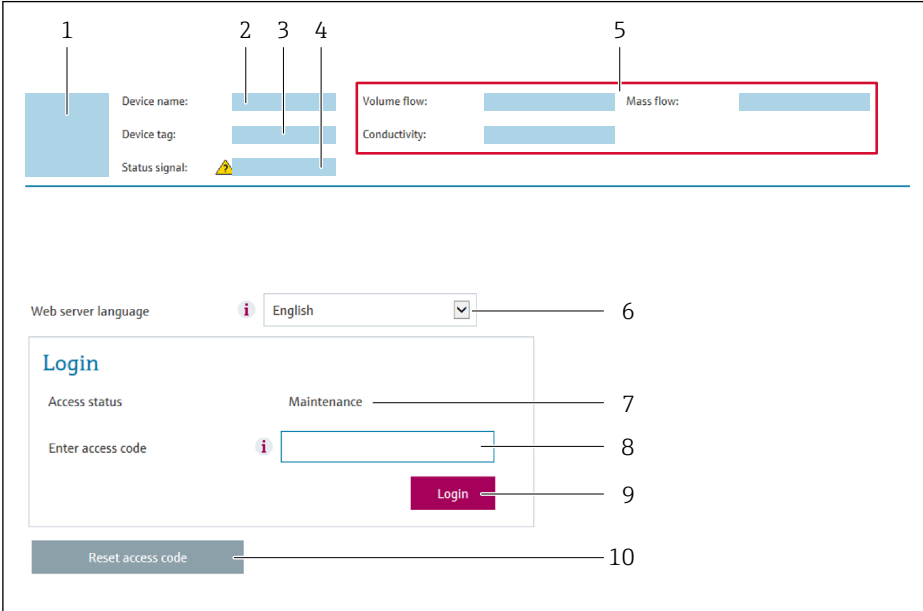 1 2 3 4 5
Device name: Volume flow: Mass flow:
Device tag: Conductivity:
Status signal: ?
Web server language i English 6
Login
Access status Maintenance 7
Enter access code i 8
Login 9
Reset access code 10